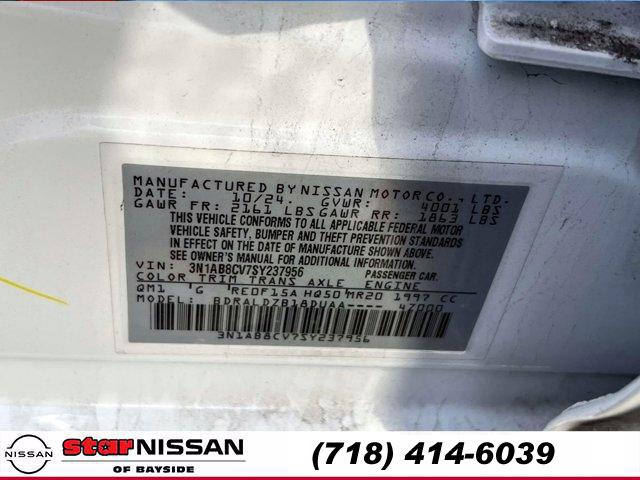 MANUFACTURED BY NISSAN MOTOR CO., LTD.
DATE: 10/24. GVWR: 4001 LBS
GAWR FR: 2161 LBS GAWR RR: 1863 LBS
THIS VEHICLE CONFORMS TO ALL APPLICABLE FEDERAL MOTOR
VEHICLE SAFETY, BUMPER AND THEFT PREVENTION STANDARDS
IN EFFECT ON THE DATE OF MANUFACTURE SHOWN ABOVE.
SEE OWNER'S MANUAL FOR ADDITIONAL INFORMATION.
VIN: 3N1AB8CV7SY237956 PASSENGER CAR.
COLOR TRIM TRANS AXLE ENGINE
QM1 G RE0F15A HQ50 MR20 1997 CC
MODEL: BDRALDZB18DUAA---- 47000
3N1AB8CV7SY237956
NISSAN
star NISSAN
OF BAYSIDE
(718) 414-6039